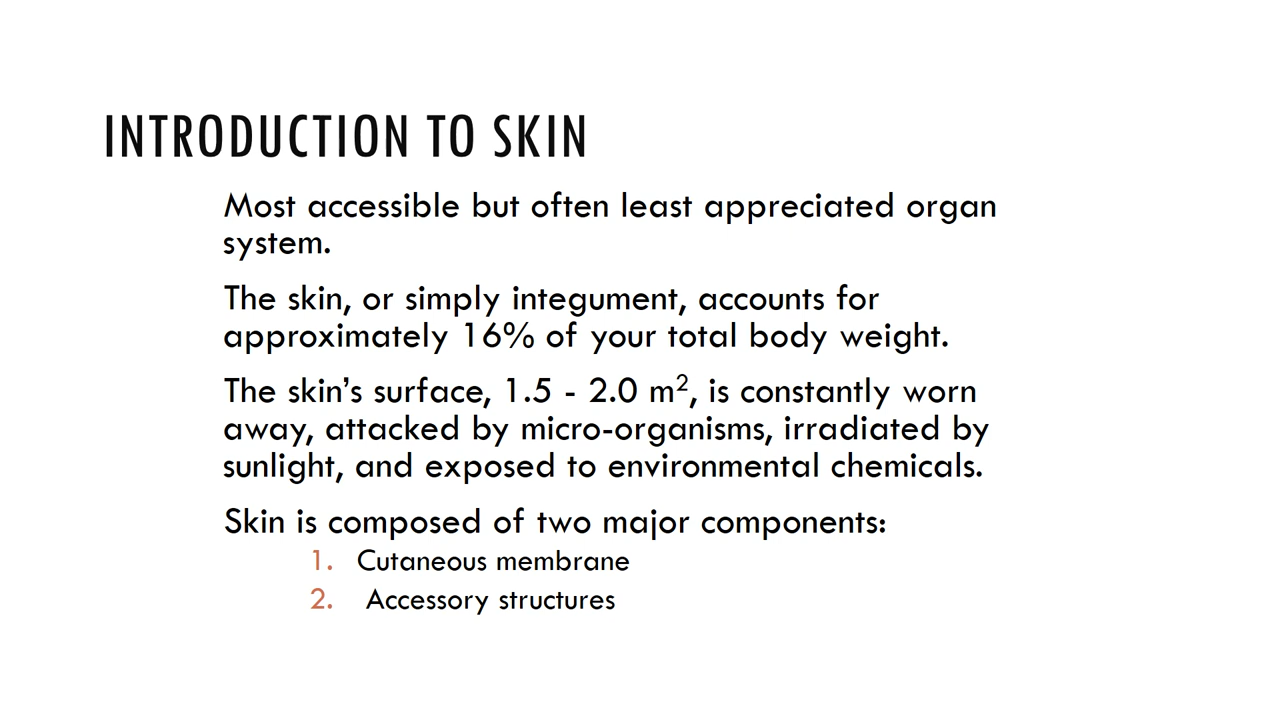 INTRODUCTION TO SKIN
Most accessible but often least appreciated organ
system.
The skin, or simply integument, accounts for
approximately 16% of your total body weight.
The skin’s surface, 1.5 - 2.0 m², is constantly worn
away, attacked by micro-organisms, irradiated by
sunlight, and exposed to environmental chemicals.
Skin is composed of two major components:
1. Cutaneous membrane
2. Accessory structures